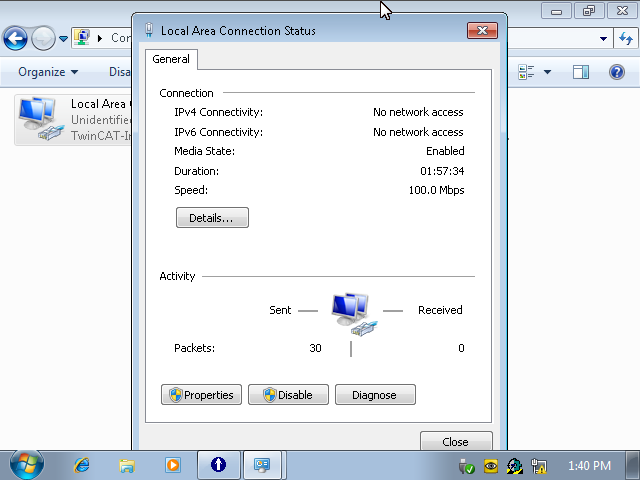 Local Area Connection Status
Con
Organize
Disa
General
Local Area
Unidentified
TwinCAT-In
Connection
IPv4 Connectivity: No network access
IPv6 Connectivity: No network access
Media State: Enabled
Duration: 01:57:34
Speed: 100.0 Mbps
Details...
Activity
Sent
Received
Packets: 30 0
Properties
Disable
Diagnose
Close
1:40 PM